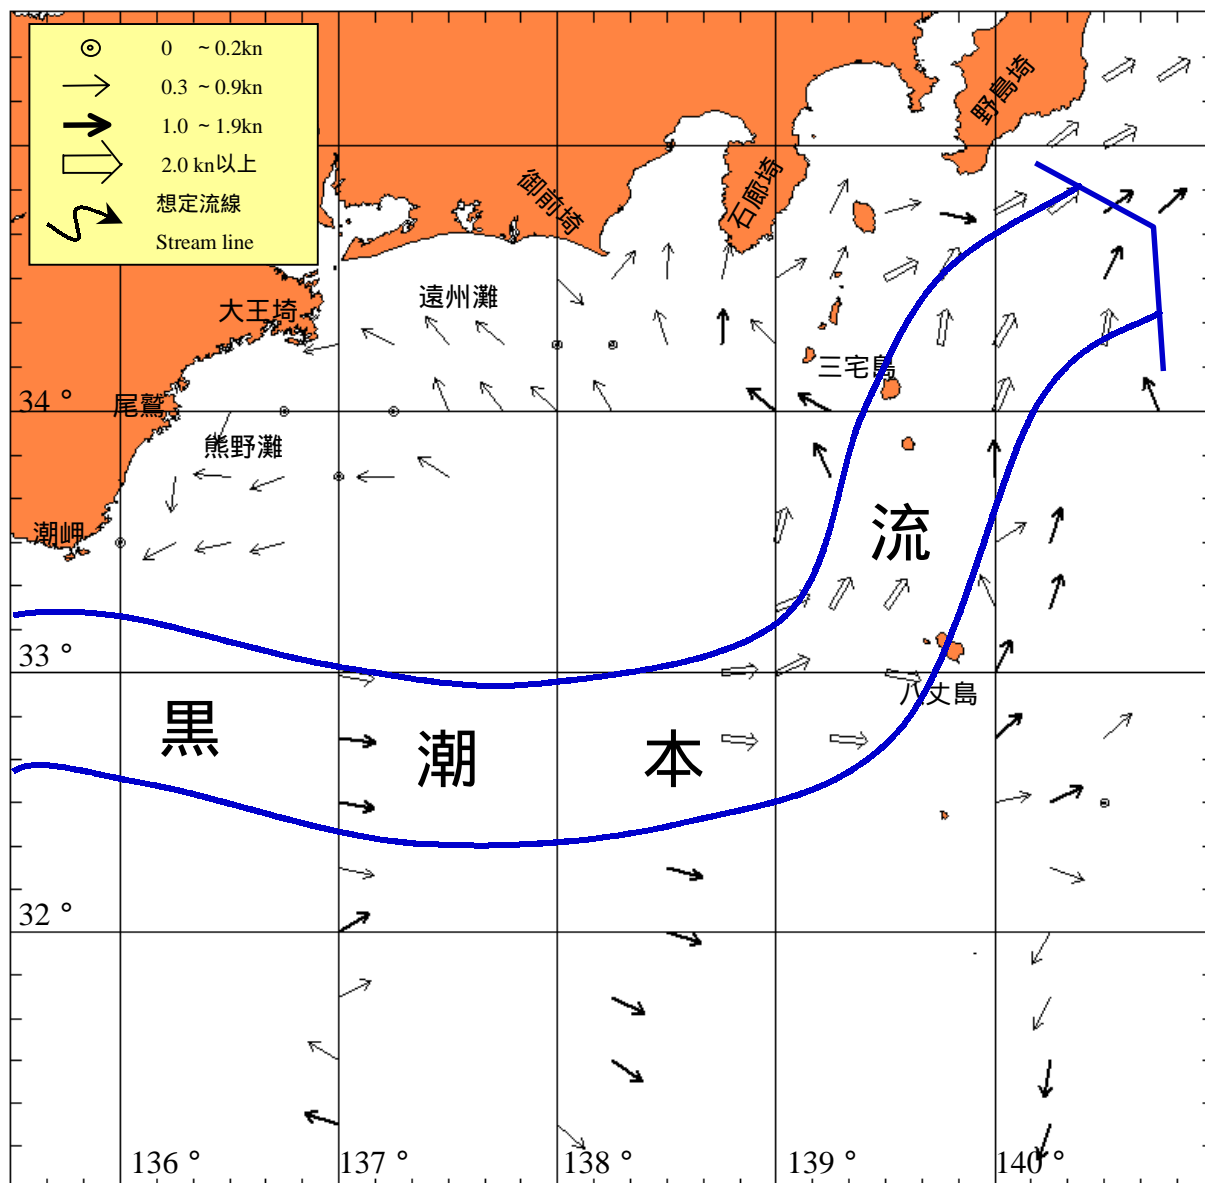 0 ~ 0.2kn
0.3 ~ 0.9kn
1.0 ~ 1.9kn
2.0 kn以上
想定流線
Stream line
野島埼
石廊埼
御前埼
大王埼
遠州灘
三宅島
34 °
尾鷲
熊野灘
潮岬
流
33 °
八丈島
黒
潮
本
32 °
136 °
137 °
138 °
139 °
140 °